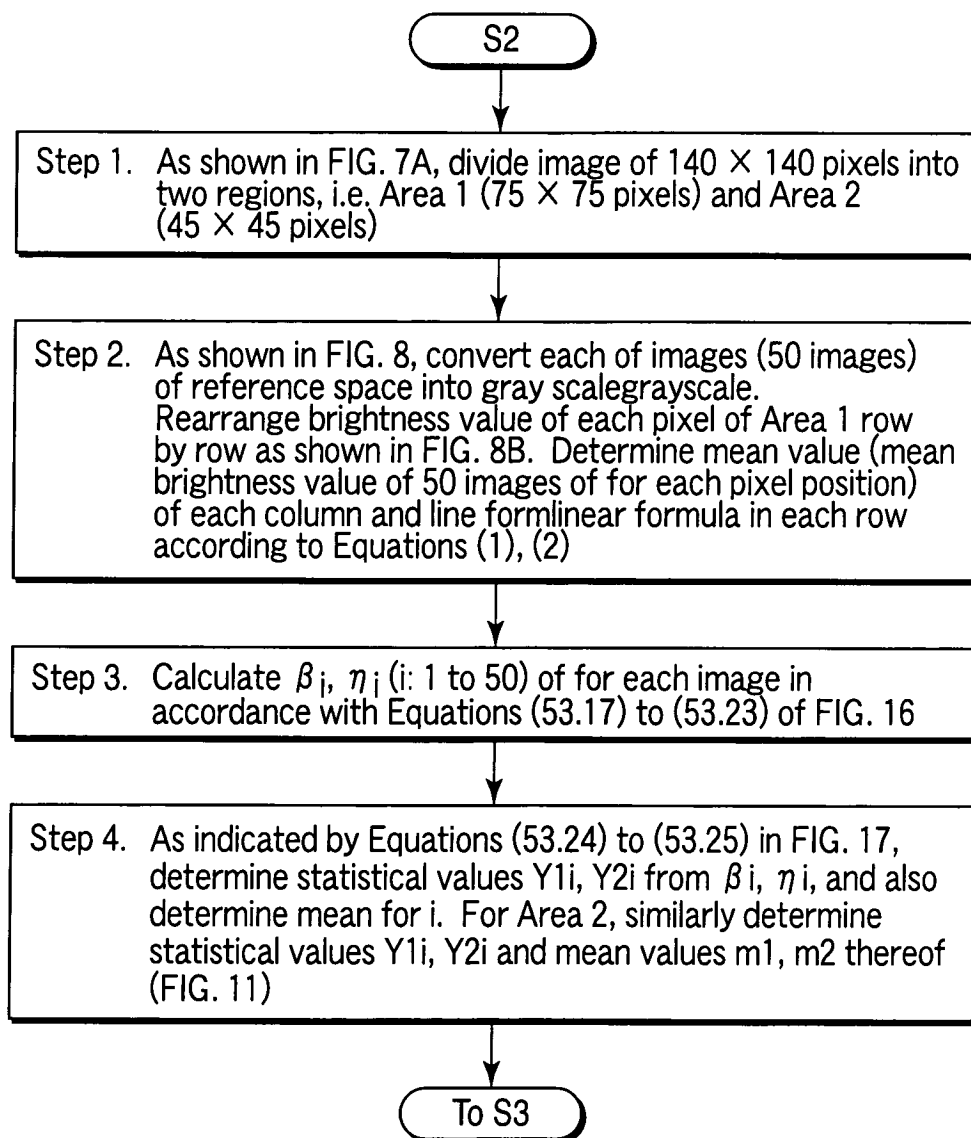 S2
Step 1. As shown in FIG. 7A, divide image of 140 × 140 pixels into
two regions, i.e. Area 1 (75 × 75 pixels) and Area 2
(45 × 45 pixels)
Step 2. As shown in FIG. 8, convert each of images (50 images)
of reference space into gray scalegrayscale.
Rearrange brightness value of each pixel of Area 1 row
by row as shown in FIG. 8B. Determine mean value (mean
brightness value of 50 images of for each pixel position)
of each column and line formlinear formula in each row
according to Equations (1), (2)
Step 3. Calculate β i, η i (i: 1 to 50) of for each image in
accordance with Equations (53.17) to (53.23) of FIG. 16
Step 4. As indicated by Equations (53.24) to (53.25) in FIG. 17,
determine statistical values Y1i, Y2i from β i, η i, and also
determine mean for i. For Area 2, similarly determine
statistical values Y1i, Y2i and mean values m1, m2 thereof
(FIG. 11)
To S3